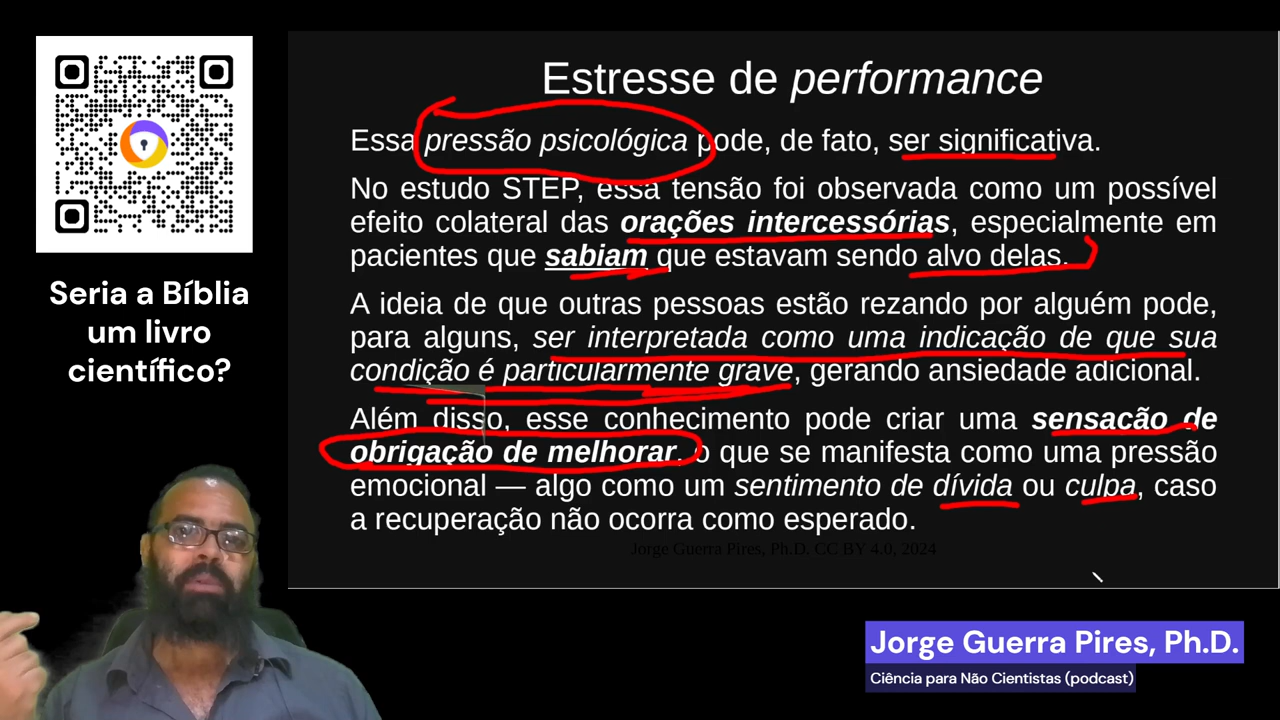 Estresse de performance
Essa pressão psicológica pode, de fato, ser significativa.
No estudo STEP, essa tensão foi observada como um possível
efeito colateral das orações intercessórias, especialmente em
pacientes que sabiam que estavam sendo alvo delas.
A ideia de que outras pessoas estão rezando por alguém pode,
para alguns, ser interpretada como uma indicação de que sua
condição é particularmente grave, gerando ansiedade adicional.
Além disso, esse conhecimento pode criar uma sensação de
obrigação de melhorar, o que se manifesta como uma pressão
emocional — algo como um sentimento de dívida ou culpa, caso
a recuperação não ocorra como esperado.
Jorge Guerra Pires, Ph.D. CC BY 4.0, 2024
Seria a Bíblia
um livro
científico?
Jorge Guerra Pires, Ph.D.
Ciência para Não Cientistas (podcast)